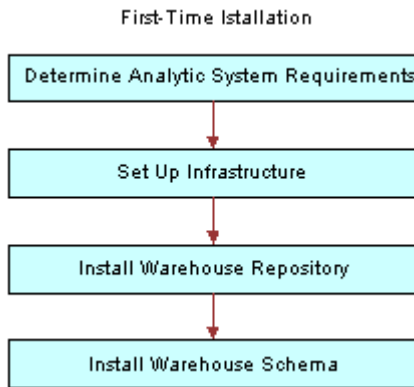 First-Time Istallation
Determine Analytic System Requirements
Set Up Infrastructure
Install Warehouse Repository
Install Warehouse Schema